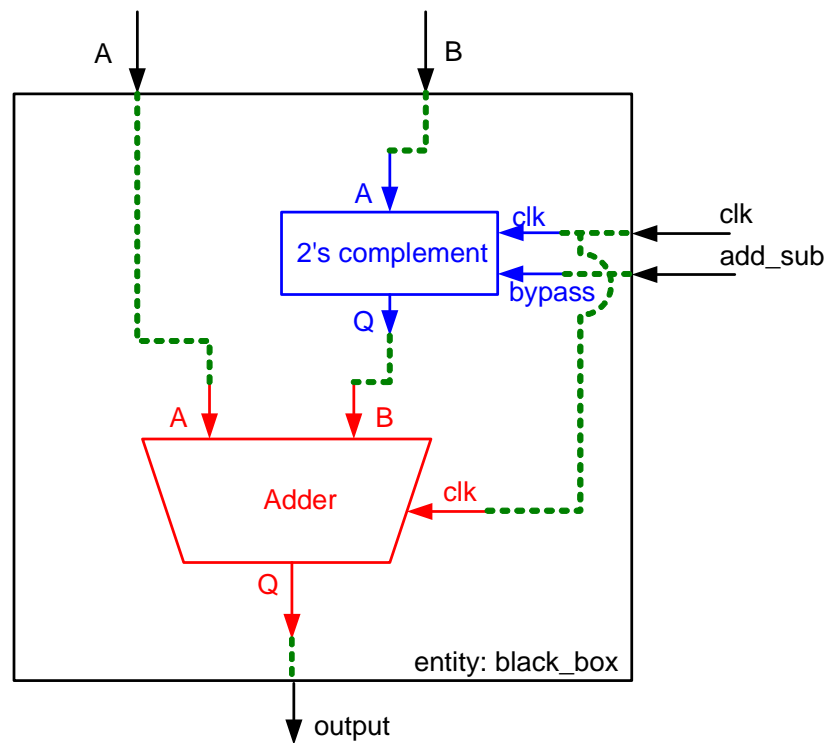 A
B
A
clk
clk
2's complement
add_sub
bypass
Q
A
B
clk
Adder
Q
entity: black_box
output